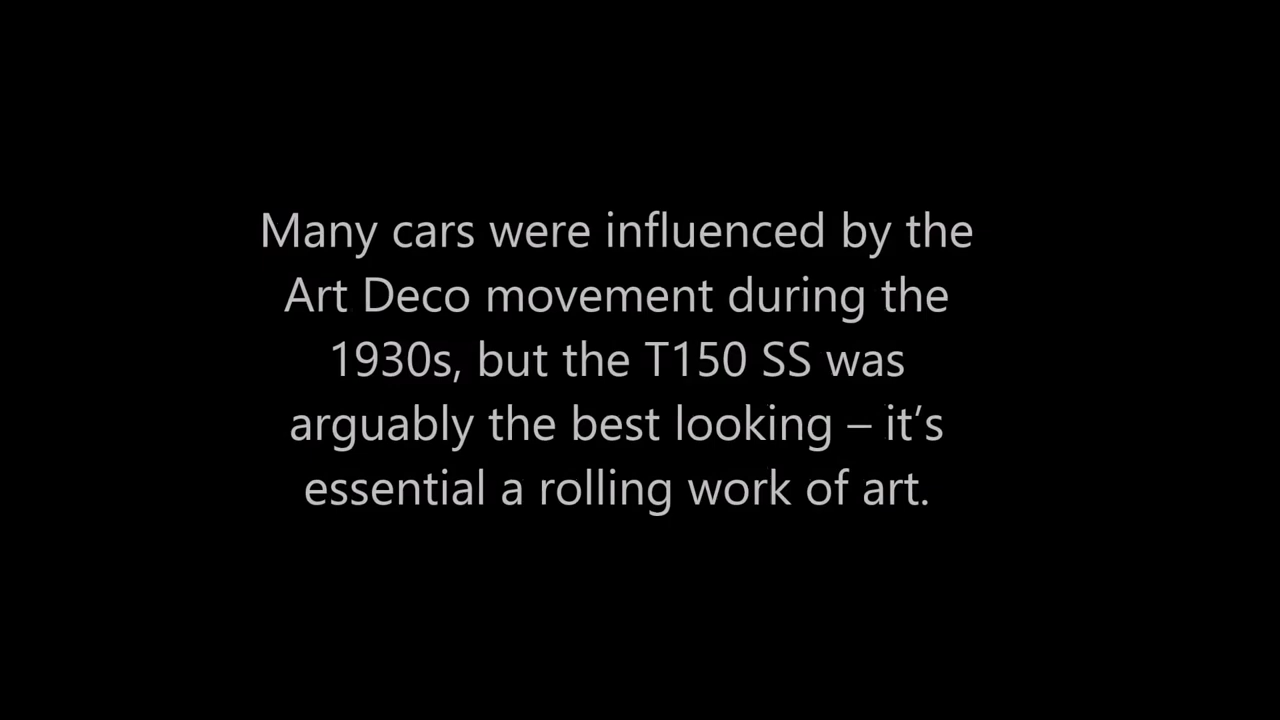 Many cars were influenced by the
Art Deco movement during the
1930s, but the T150 SS was
arguably the best looking – it’s
essential a rolling work of art.